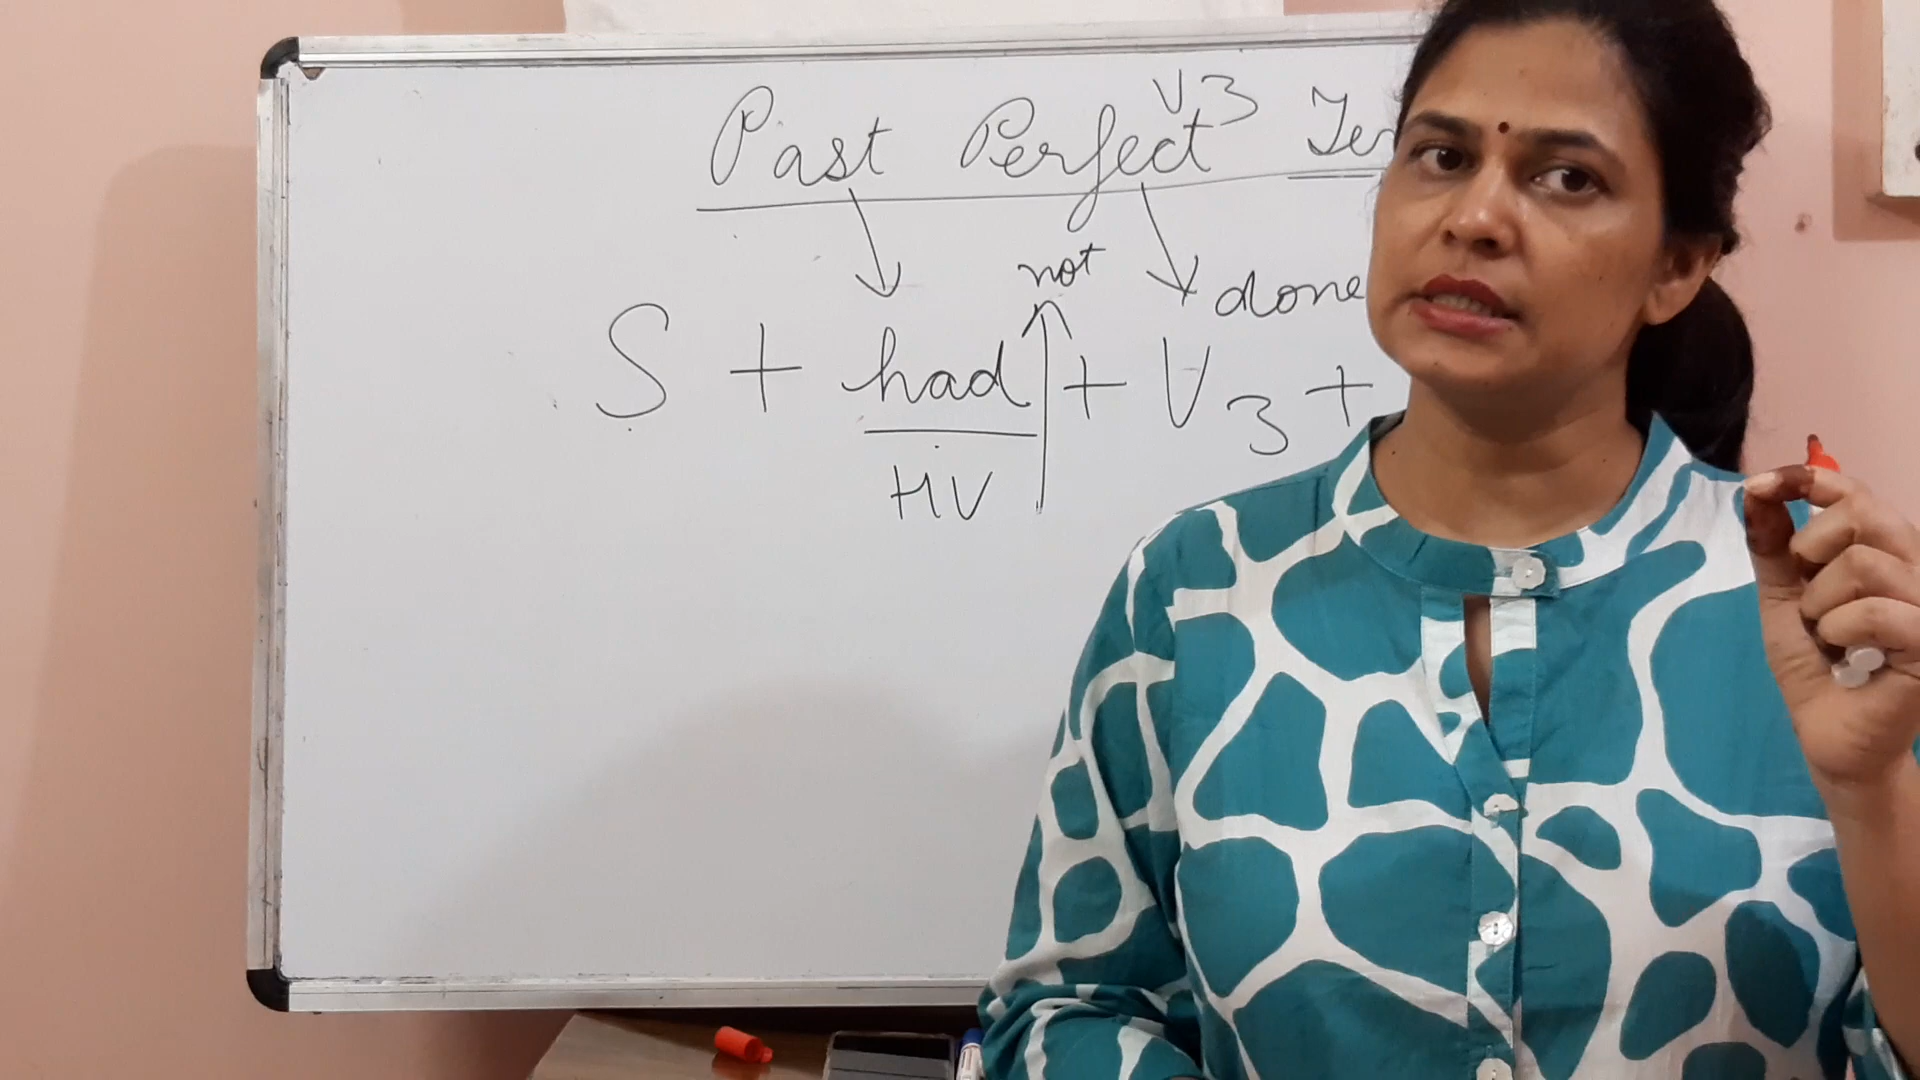 V3
Past Perfect
not
done
S + had + V3 +
HV